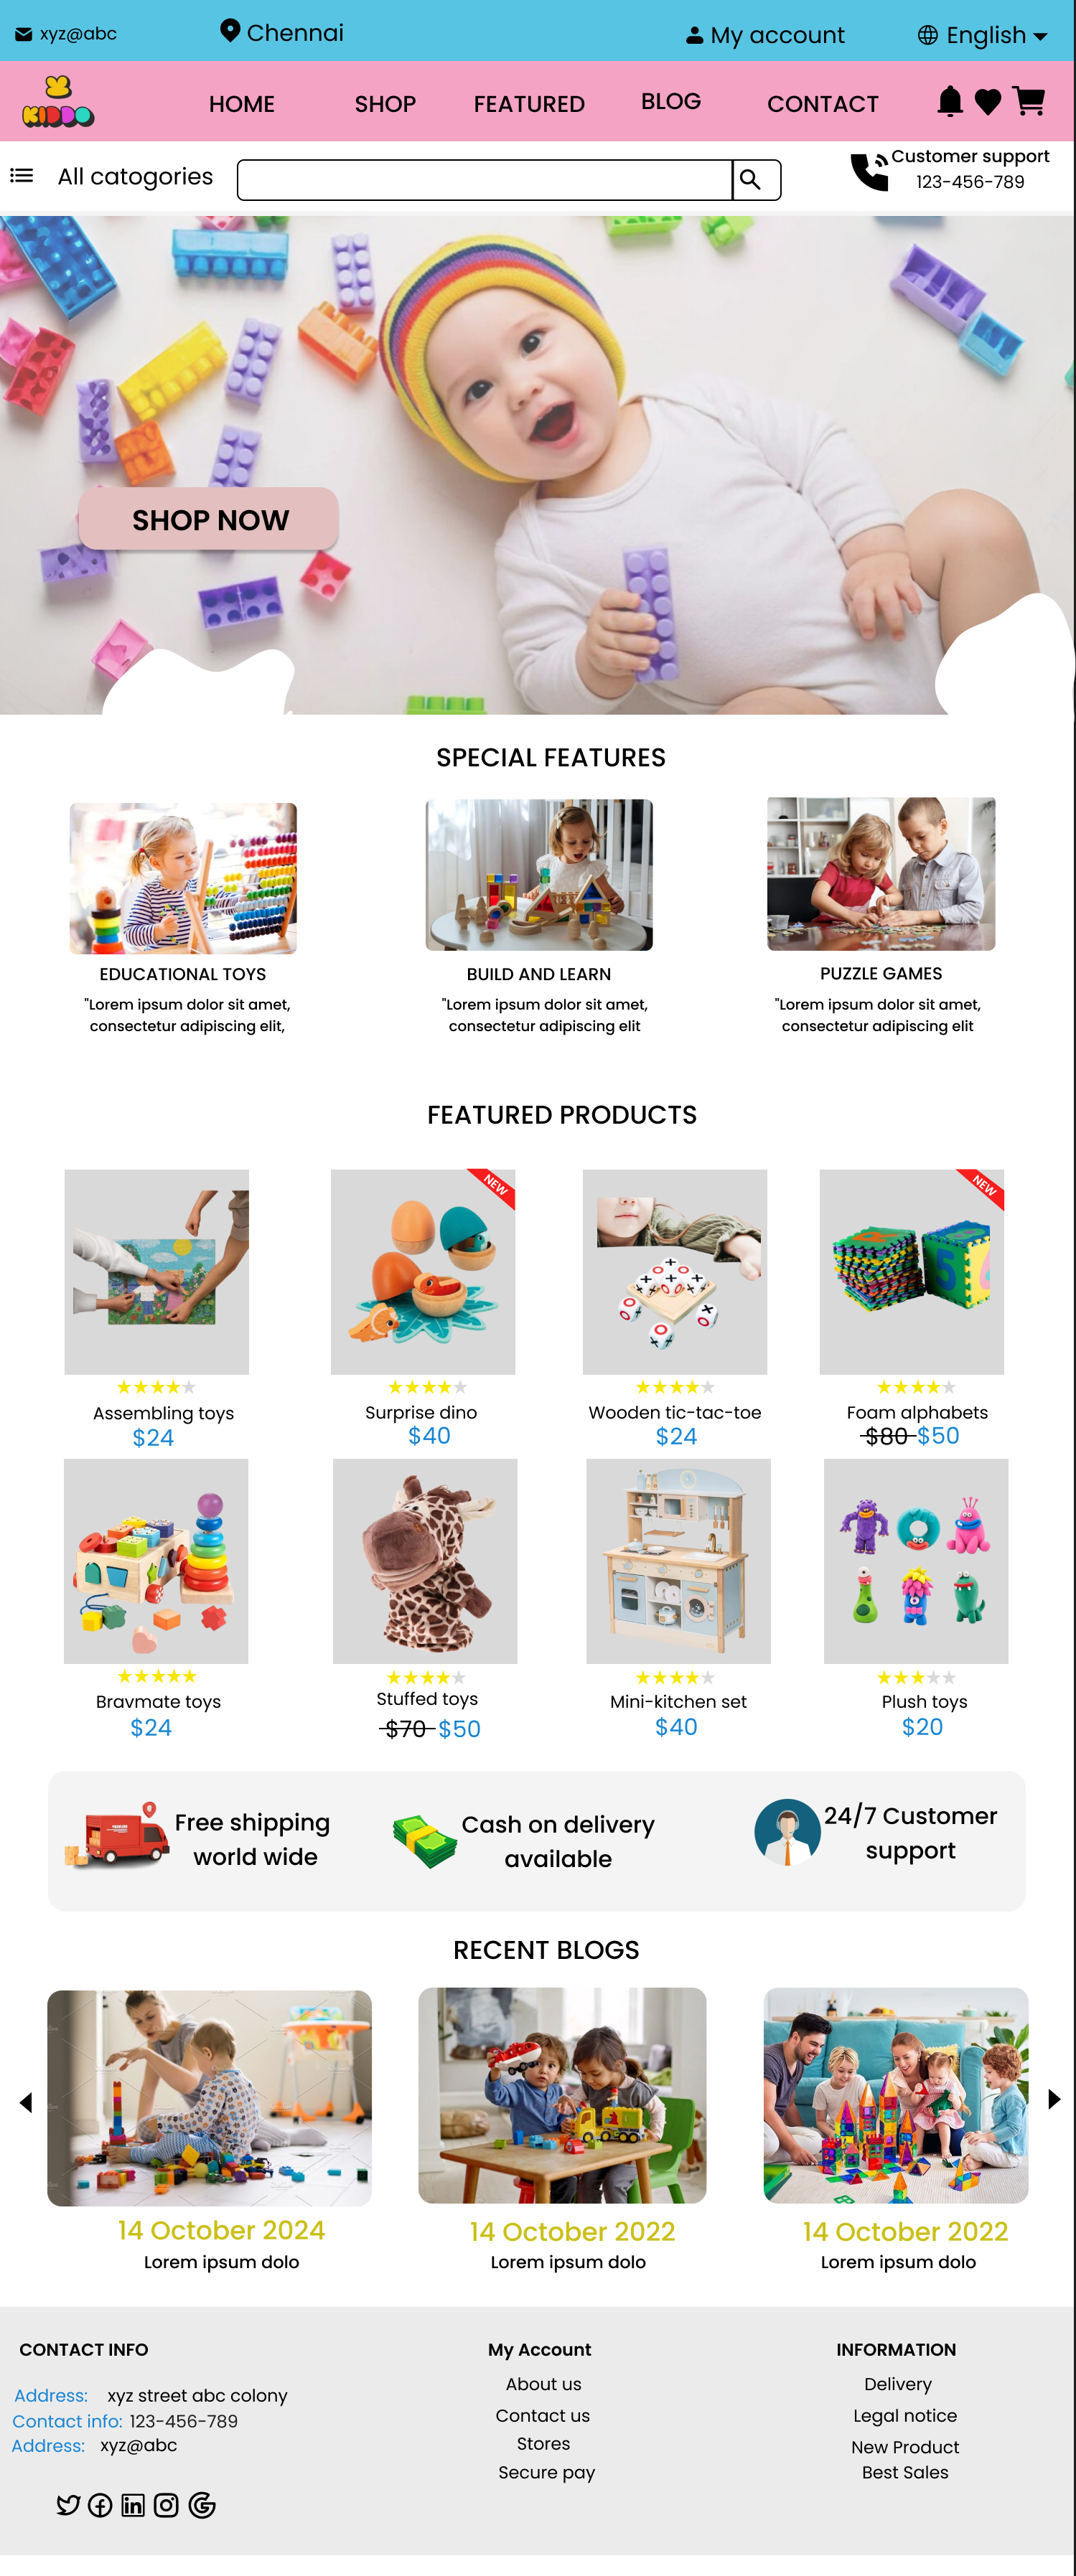 xyz@abc
Chennai
My account
English
KIDDO
HOME
SHOP
FEATURED
BLOG
CONTACT
All catogories
Customer support
123-456-789
SHOP NOW
SPECIAL FEATURES
EDUCATIONAL TOYS
"Lorem ipsum dolor sit amet,
consectetur adipiscing elit,
BUILD AND LEARN
"Lorem ipsum dolor sit amet,
consectetur adipiscing elit
PUZZLE GAMES
"Lorem ipsum dolor sit amet,
consectetur adipiscing elit
FEATURED PRODUCTS
Assembling toys
$24
NEW
Surprise dino
$40
Wooden tic-tac-toe
$24
NEW
5
Foam alphabets
$80 $50
Bravmate toys
$24
Stuffed toys
$70 $50
Mini-kitchen set
$40
Plush toys
$20
Free shipping
world wide
Cash on delivery
available
24/7 Customer
support
RECENT BLOGS
14 October 2024
Lorem ipsum dolo
14 October 2022
Lorem ipsum dolo
14 October 2022
Lorem ipsum dolo
CONTACT INFO
Address: xyz street abc colony
Contact info: 123-456-789
Address: xyz@abc
My Account
About us
Contact us
Stores
Secure pay
INFORMATION
Delivery
Legal notice
New Product
Best Sales